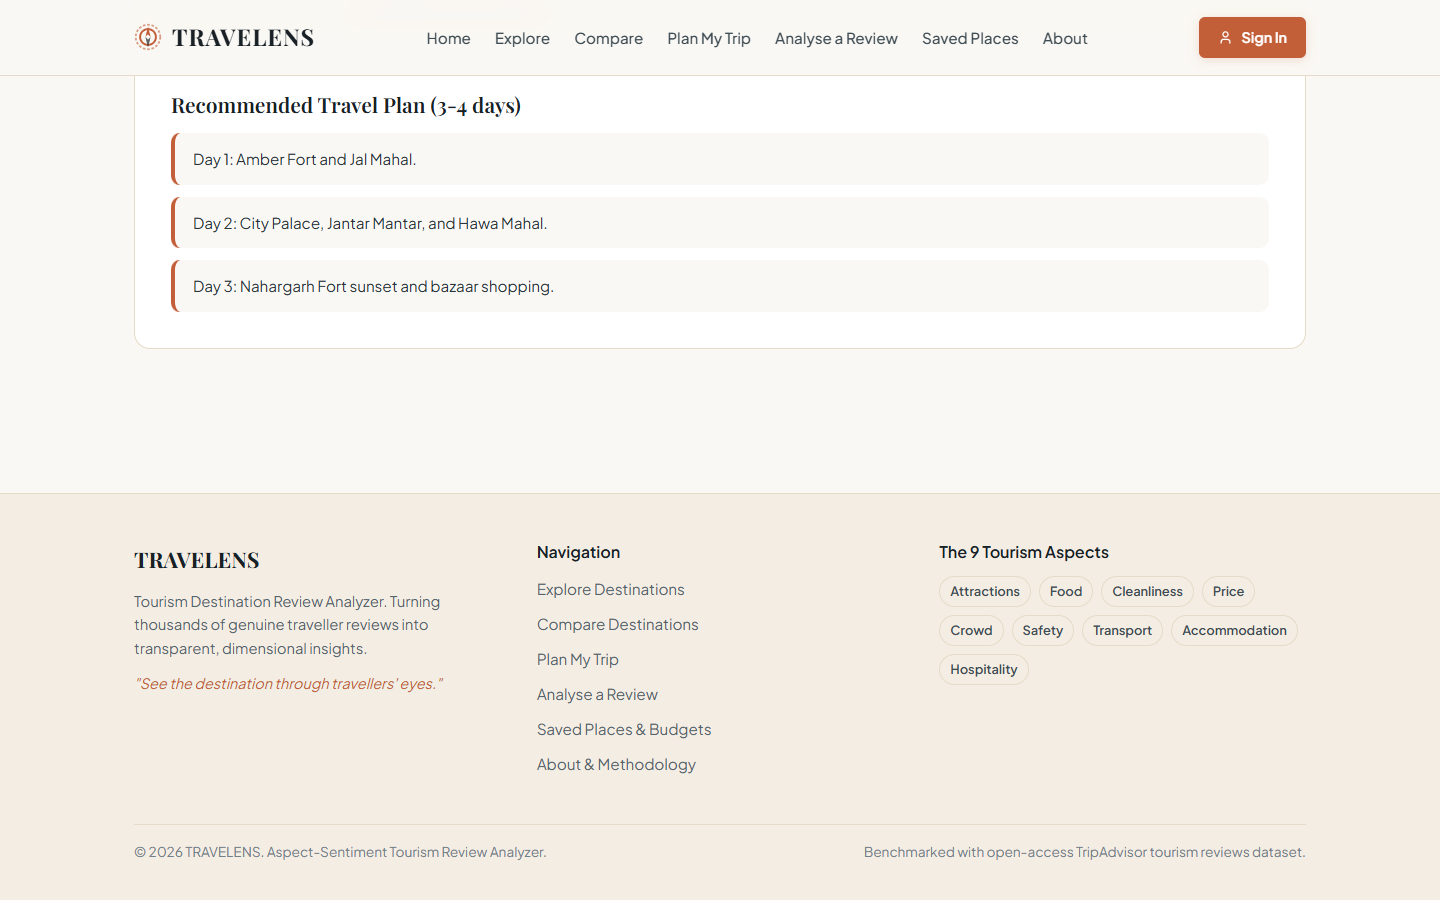 TRAVELENS
Home Explore Compare Plan My Trip Analyse a Review Saved Places About
Sign In
Recommended Travel Plan (3-4 days)
Day 1: Amber Fort and Jal Mahal.
Day 2: City Palace, Jantar Mantar, and Hawa Mahal.
Day 3: Nahargarh Fort sunset and bazaar shopping.
TRAVELENS
Tourism Destination Review Analyzer. Turning
thousands of genuine traveller reviews into
transparent, dimensional insights.
"See the destination through travellers' eyes."
Navigation
Explore Destinations
Compare Destinations
Plan My Trip
Analyse a Review
Saved Places & Budgets
About & Methodology
The 9 Tourism Aspects
Attractions Food Cleanliness Price
Crowd Safety Transport Accommodation
Hospitality
© 2026 TRAVELENS. Aspect-Sentiment Tourism Review Analyzer.
Benchmarked with open-access TripAdvisor tourism reviews dataset.